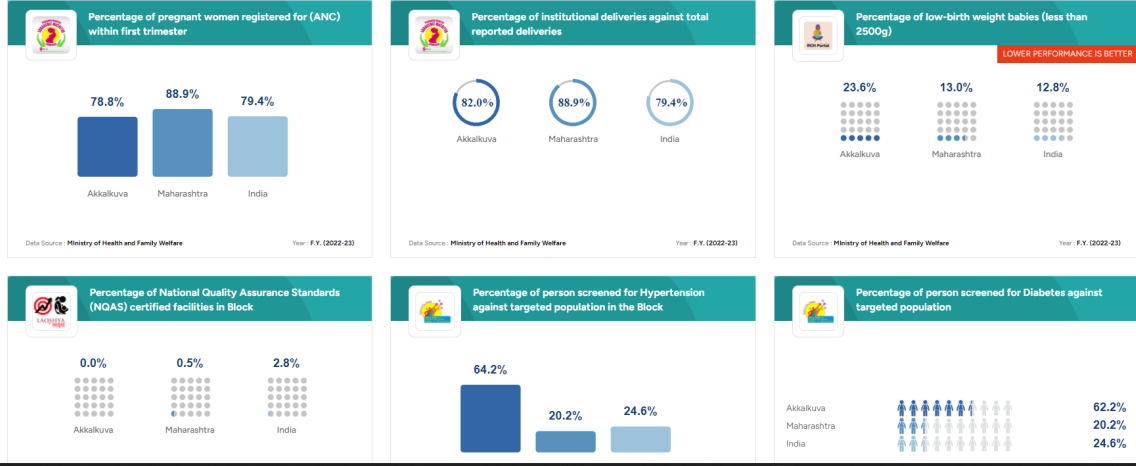 Percentage of pregnant women registered for (ANC)
within first trimester
78.8%
88.9%
79.4%
Akkalkuva
Maharashtra
India
Data Source : Ministry of Health and Family Welfare
Year : F.Y. (2022-23)
Percentage of institutional deliveries against total
reported deliveries
82.0%
88.9%
79.4%
Akkalkuva
Maharashtra
India
Data Source : Ministry of Health and Family Welfare
Year : F.Y. (2022-23)
RCH Portal
Percentage of low-birth weight babies (less than
2500g)
LOWER PERFORMANCE IS BETTER
23.6%
13.0%
12.8%
Akkalkuva
Maharashtra
India
Data Source : Ministry of Health and Family Welfare
Year : F.Y. (2022-23)
LAQSHYA
Percentage of National Quality Assurance Standards
(NQAS) certified facilities in Block
0.0%
0.5%
2.8%
Akkalkuva
Maharashtra
India
Percentage of person screened for Hypertension
against targeted population in the Block
64.2%
20.2%
24.6%
Percentage of person screened for Diabetes against
targeted population
Akkalkuva 62.2%
Maharashtra 20.2%
India 24.6%